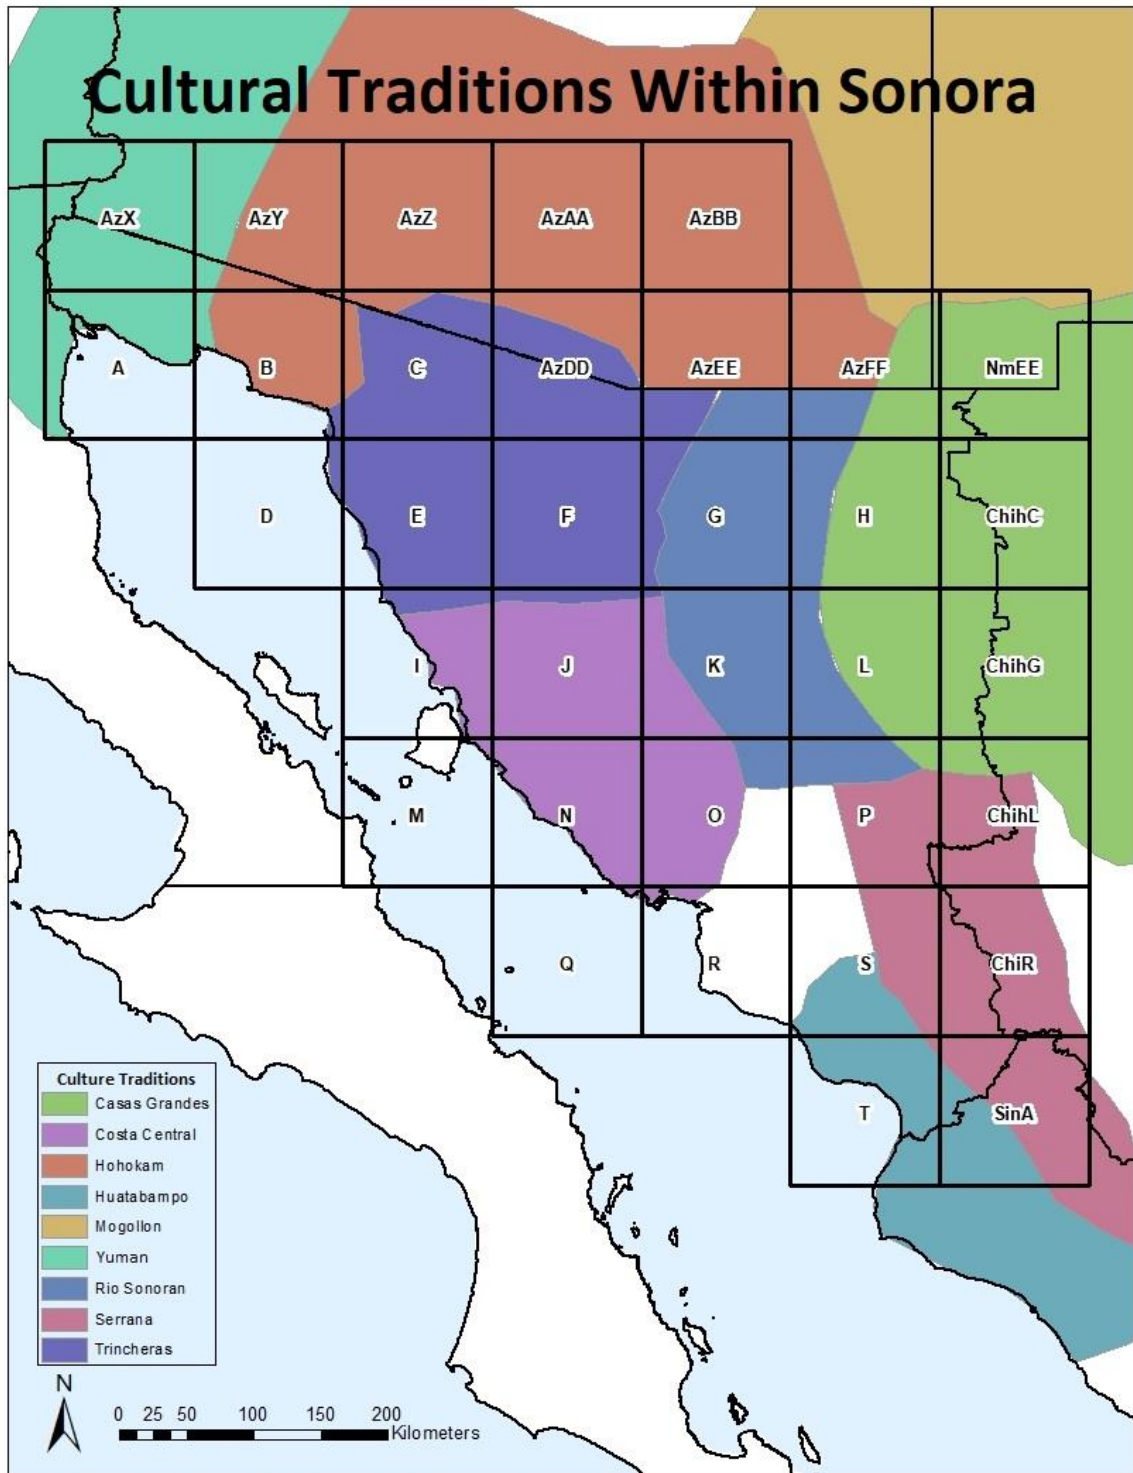 Cultural Traditions Within Sonora
AzX AzY AzZ AzAA AzBB
A B C AzDD AzEE AzFF NmEE
D E F G H ChihC
I J K L ChihG
M N O P ChihL
Q R S ChiR
T SinA
Culture Traditions
Casas Grandes
Costa Central
Hohokam
Huatabampo
Mogollon
Yuman
Rio Sonoran
Serrana
Trincheras
N
0 25 50 100 150 200
Kilometers